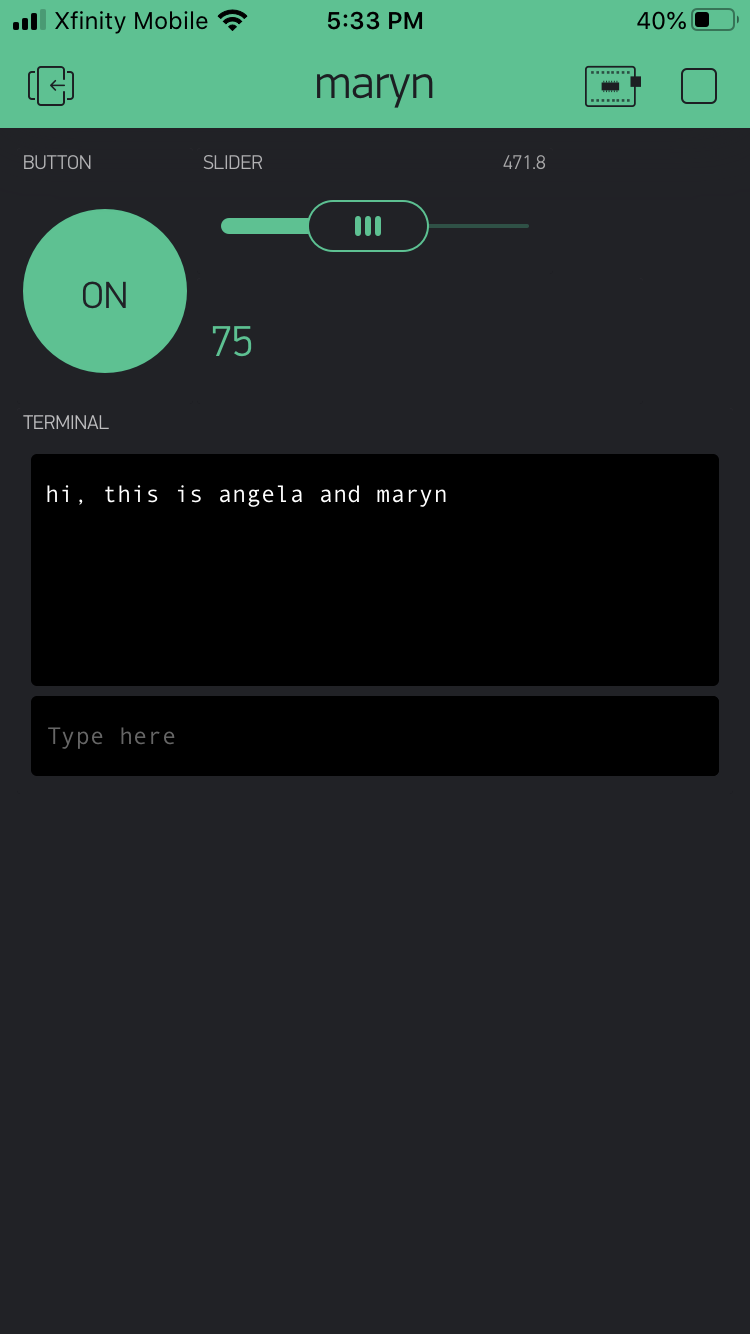 Xfinity Mobile 5:33 PM 40%
maryn
BUTTON SLIDER 471.8
ON
75
TERMINAL
hi, this is angela and maryn
Type here